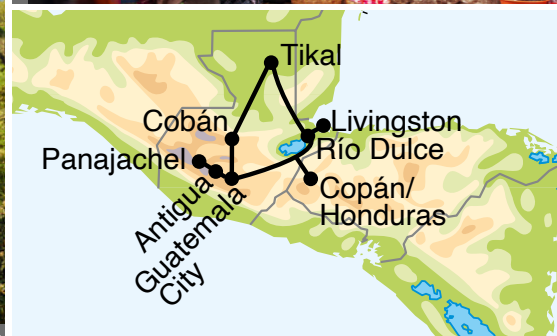 Tikal
Cobán
Livingston
Panajachel
Río Dulce
Antigua
Guatemala
City
Copán/
Honduras